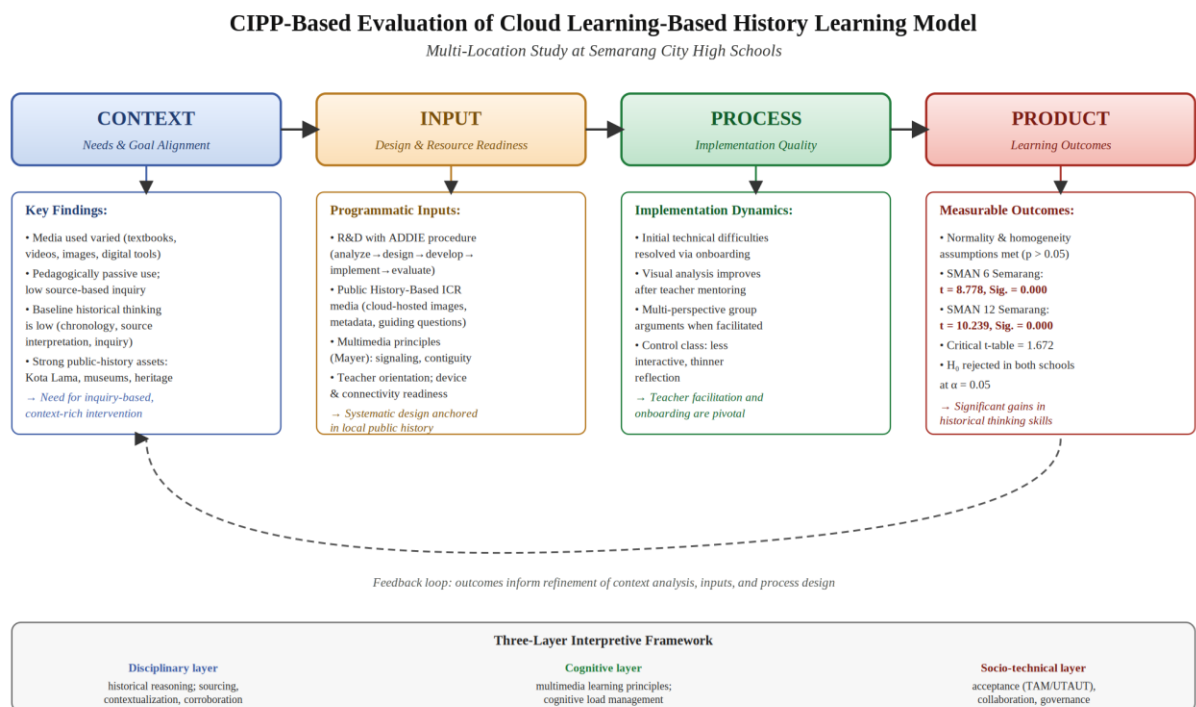 CIPP-Based Evaluation of Cloud Learning-Based History Learning Model
Multi-Location Study at Semarang City High Schools
CONTEXT
Needs & Goal Alignment
INPUT
Design & Resource Readiness
PROCESS
Implementation Quality
PRODUCT
Learning Outcomes
Key Findings:
• Media used varied (textbooks,
videos, images, digital tools)
• Pedagogically passive use;
low source-based inquiry
• Baseline historical thinking
is low (chronology, source
interpretation, inquiry)
• Strong public-history assets:
Kota Lama, museums, heritage
→ Need for inquiry-based,
context-rich intervention
Programmatic Inputs:
• R&D with ADDIE procedure
(analyze→design→develop→
implement→evaluate)
• Public History-Based ICR
media (cloud-hosted images,
metadata, guiding questions)
• Multimedia principles
(Mayer): signaling, contiguity
• Teacher orientation; device
& connectivity readiness
→ Systematic design anchored
in local public history
Implementation Dynamics:
• Initial technical difficulties
resolved via onboarding
• Visual analysis improves
after teacher mentoring
• Multi-perspective group
arguments when facilitated
• Control class: less
interactive, thinner
reflection
→ Teacher facilitation and
onboarding are pivotal
Measurable Outcomes:
• Normality & homogeneity
assumptions met (p > 0.05)
• SMAN 6 Semarang:
t = 8.778, Sig. = 0.000
• SMAN 12 Semarang:
t = 10.239, Sig. = 0.000
• Critical t-table = 1.672
• H₀ rejected in both schools
at α = 0.05
→ Significant gains in
historical thinking skills
Feedback loop: outcomes inform refinement of context analysis, inputs, and process design
Three-Layer Interpretive Framework
Disciplinary layer
historical reasoning; sourcing,
contextualization, corroboration
Cognitive layer
multimedia learning principles;
cognitive load management
Socio-technical layer
acceptance (TAM/UTAUT),
collaboration, governance